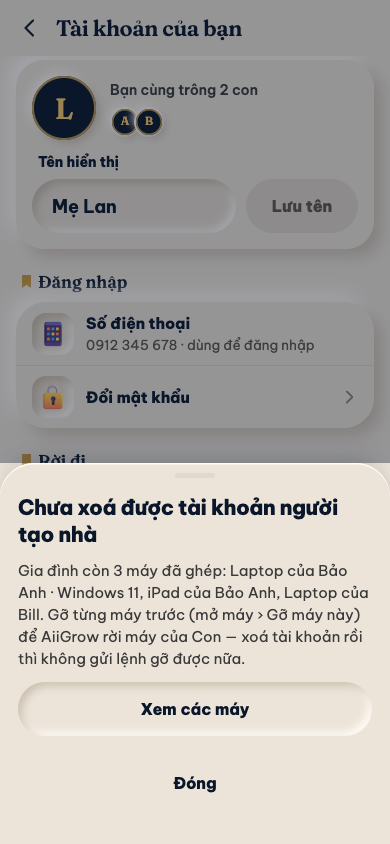 Tài khoản của bạn
L
Bạn cùng trông 2 con
A B
Tên hiển thị
Mẹ Lan
Lưu tên
Đăng nhập
Số điện thoại
0912 345 678 · dùng để đăng nhập
Đổi mật khẩu
Rời đi
Chưa xoá được tài khoản người
tạo nhà
Gia đình còn 3 máy đã ghép: Laptop của Bảo
Anh · Windows 11, iPad của Bảo Anh, Laptop của
Bill. Gỡ từng máy trước (mở máy › Gỡ máy này)
để AiiGrow rời máy của Con — xoá tài khoản rồi
thì không gửi lệnh gỡ được nữa.
Xem các máy
Đóng